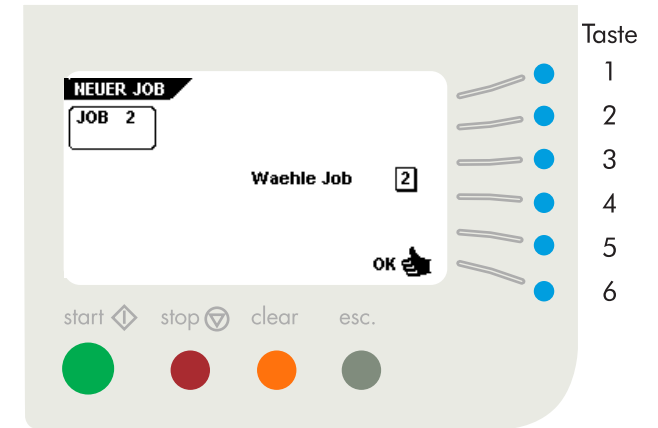 Taste
NEUER JOB
1
JOB 2
2
3
Waehle Job 2
4
5
OK
6
start stop clear esc.